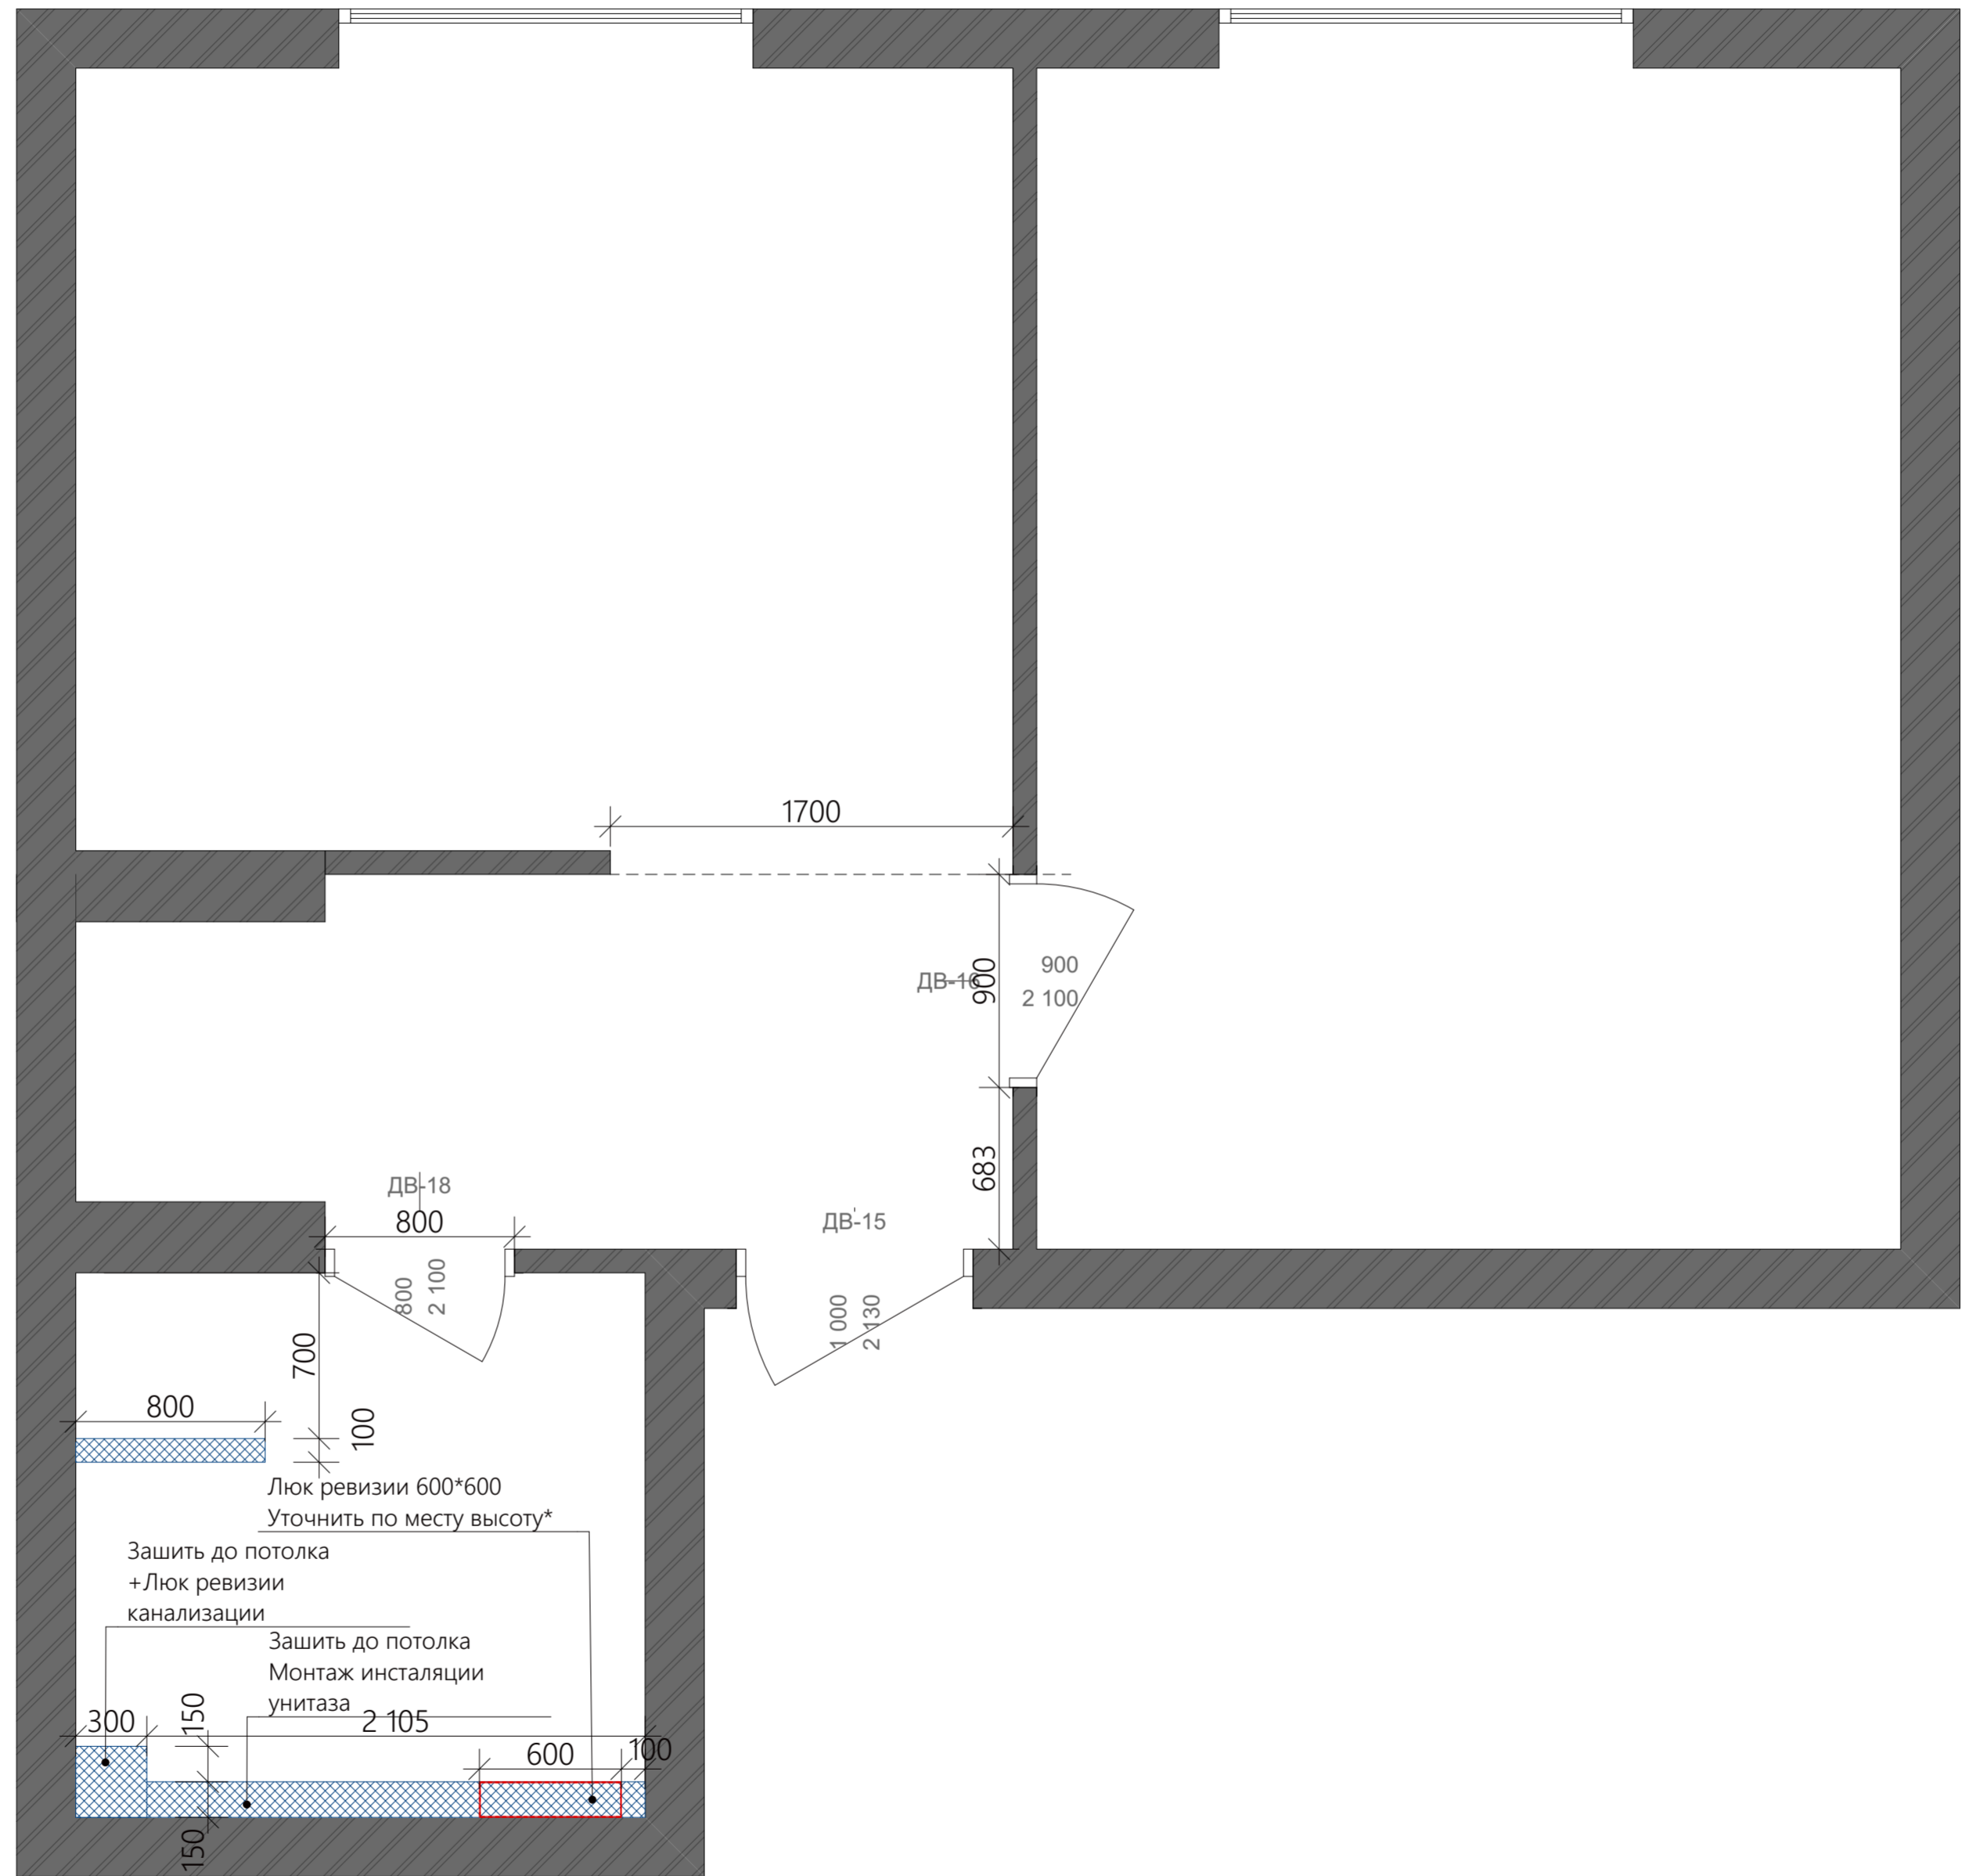 1700
ДВ-16
900
900
2 100
683
ДВ-18
800
800
2 100
ДВ-15
1 000
2 130
700
800
100
Люк ревизии 600*600
Уточнить по месту высоту*
Зашить до потолка
+Люк ревизии
канализации
Зашить до потолка
Монтаж инсталяции
унитаза
300
150
2 105
600
100
150